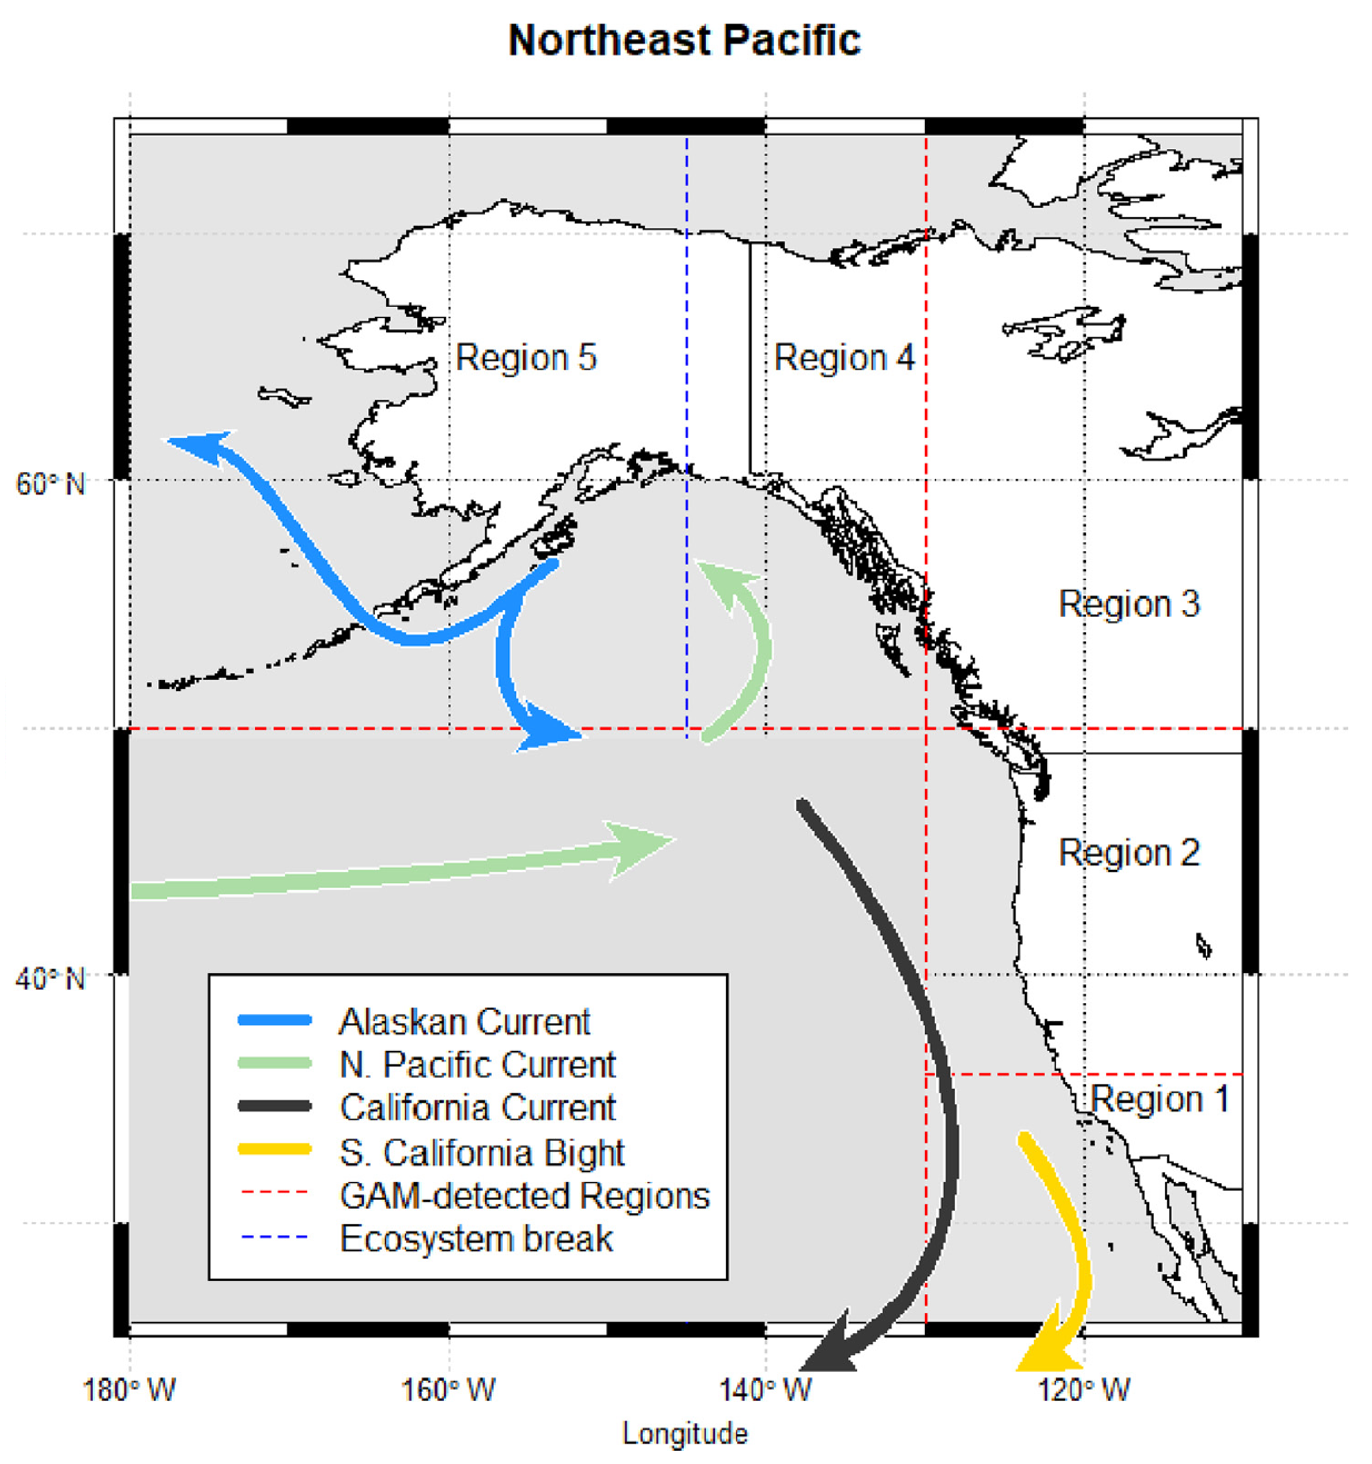 Northeast Pacific
Region 5
Region 4
60° N
Region 3
Region 2
40° N
Alaskan Current
N. Pacific Current
California Current
S. California Bight
GAM-detected Regions
Ecosystem break
Region 1
180° W
160° W
140° W
120° W
Longitude